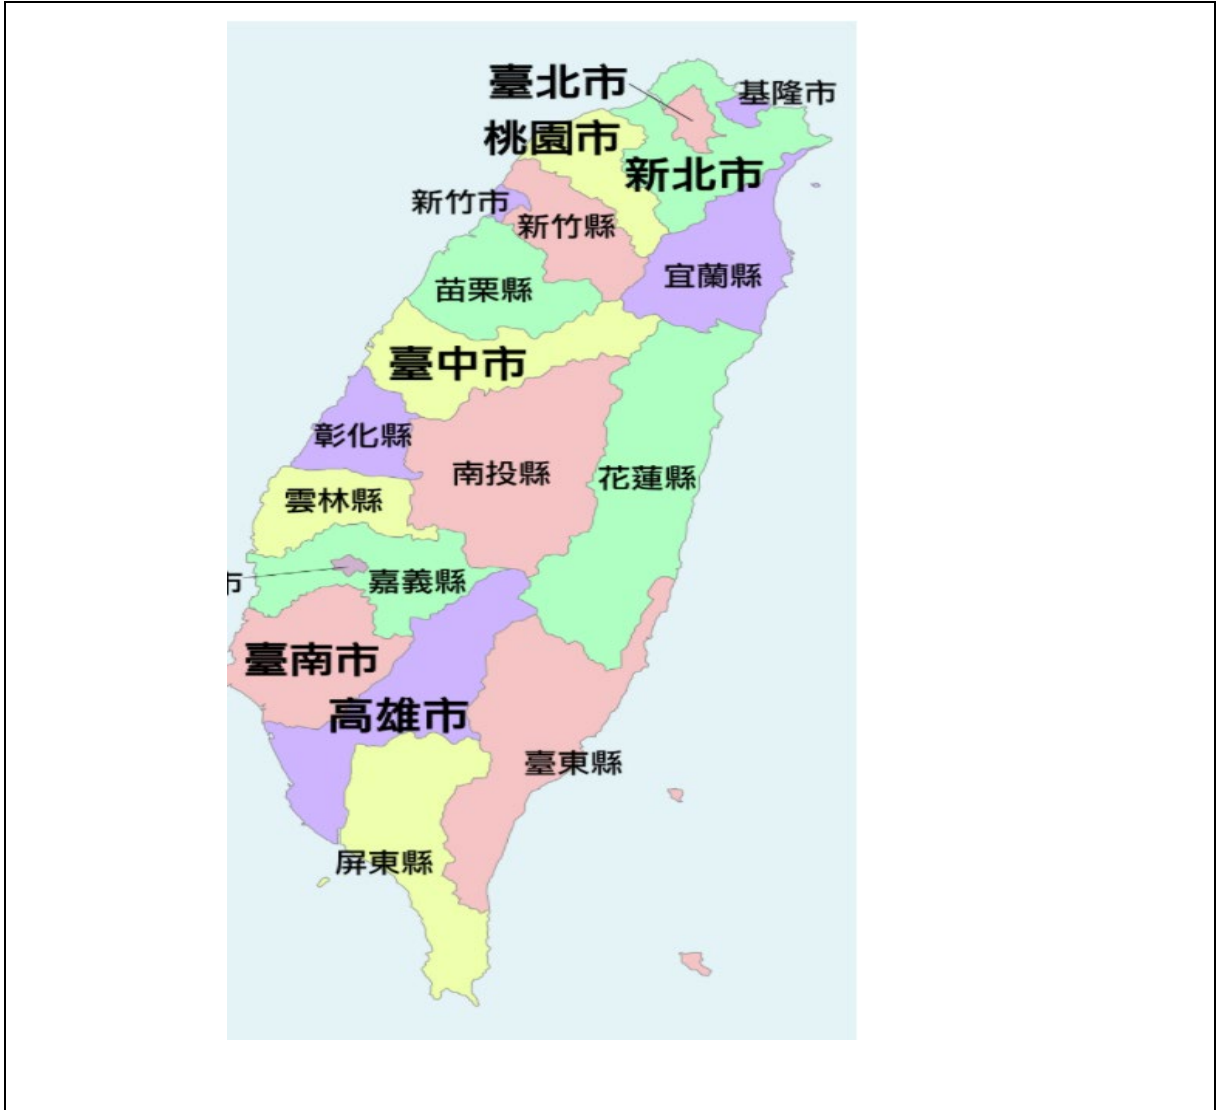 臺北市
基隆市
桃園市
新北市
新竹市
新竹縣
宜蘭縣
苗栗縣
臺中市
彰化縣
南投縣
花蓮縣
雲林縣
市
嘉義縣
臺南市
高雄市
臺東縣
屏東縣